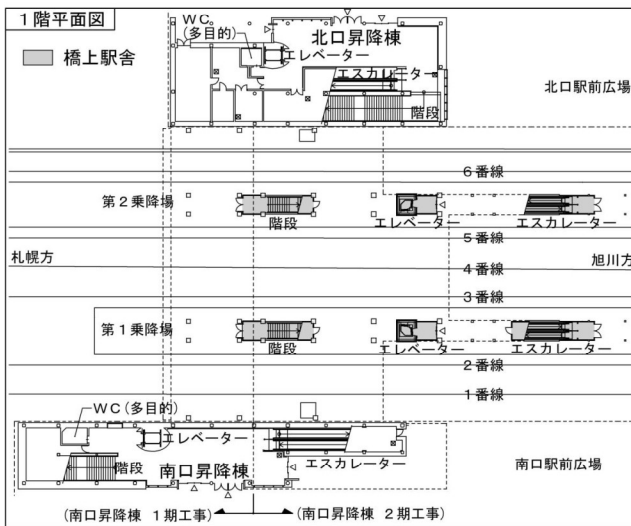 1階平面図
橋上駅舎
WC
(多目的)
北口昇降棟
エレベーター
エスカレーター
階段
北口駅前広場
6番線
第2乗降場
階段
エレベーター
エスカレーター
5番線
札幌方
4番線
旭川方
3番線
第1乗降場
階段
エレベーター
エスカレーター
2番線
1番線
WC(多目的)
エレベーター
階段
南口昇降棟
エスカレーター
南口駅前広場
(南口昇降棟 1期工事)
(南口昇降棟 2期工事)